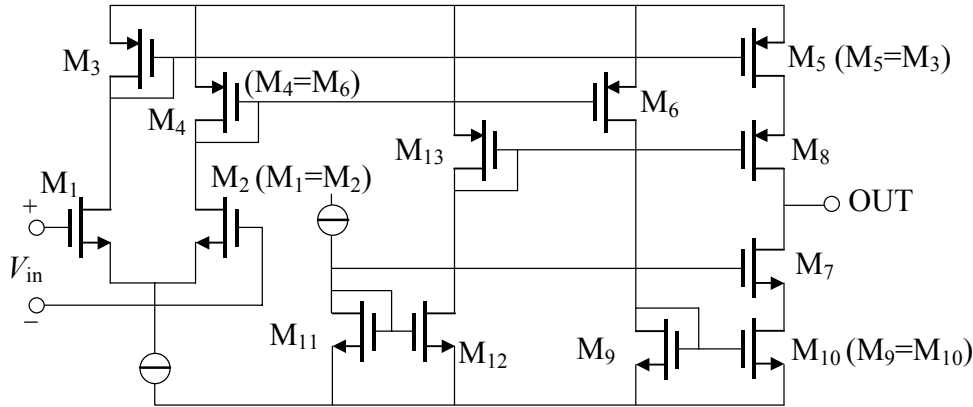 M3
M5 (M5=M3)
(M4=M6)
M4
M6
M13
M8
M1
M2 (M1=M2)
+
OUT
Vin
M7
−
M11
M12
M9
M10 (M9=M10)